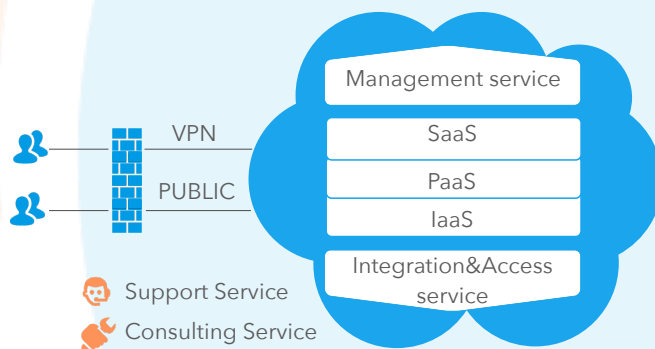 Management service
VPN
SaaS
PaaS
PUBLIC
IaaS
Integration&Access
service
Support Service
Consulting Service